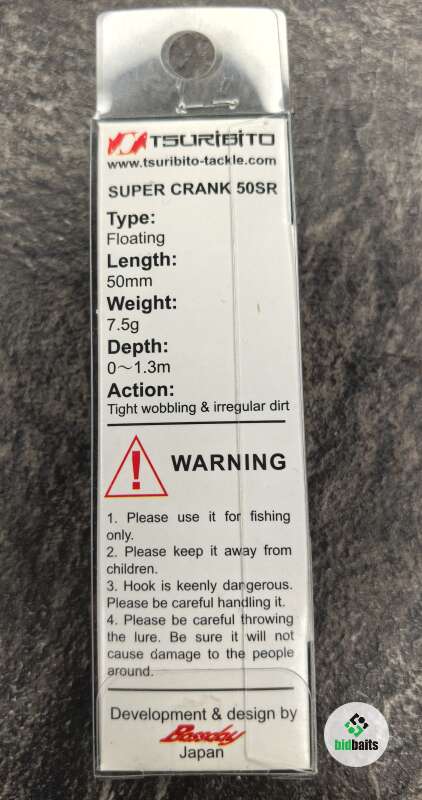 TSURIBITO
www.tsuribito-tackle.com
SUPER CRANK 50SR
Type:
Floating
Length:
50mm
Weight:
7.5g
Depth:
0～1.3m
Action:
Tight wobbling & irregular dirt
WARNING
1. Please use it for fishing
only.
2. Please keep it away from
children.
3. Hook is keenly dangerous.
Please be careful handling it.
4. Please be careful throwing
the lure. Be sure it will not
cause damage to the people
around.
Development & design by
Bassday
Japan
bidbaits